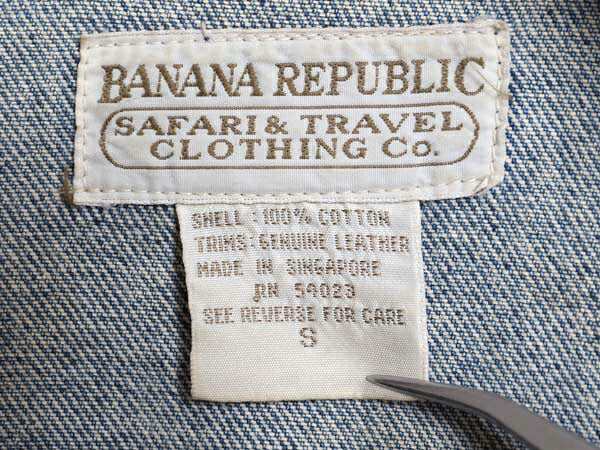 BANANA REPUBLIC
SAFARI & TRAVEL
CLOTHING Co.
SHELL : 100% COTTON
TRIMS: GENUINE LEATHER
MADE IN SINGAPORE
RN 54023
SEE REVERSE FOR CARE
S